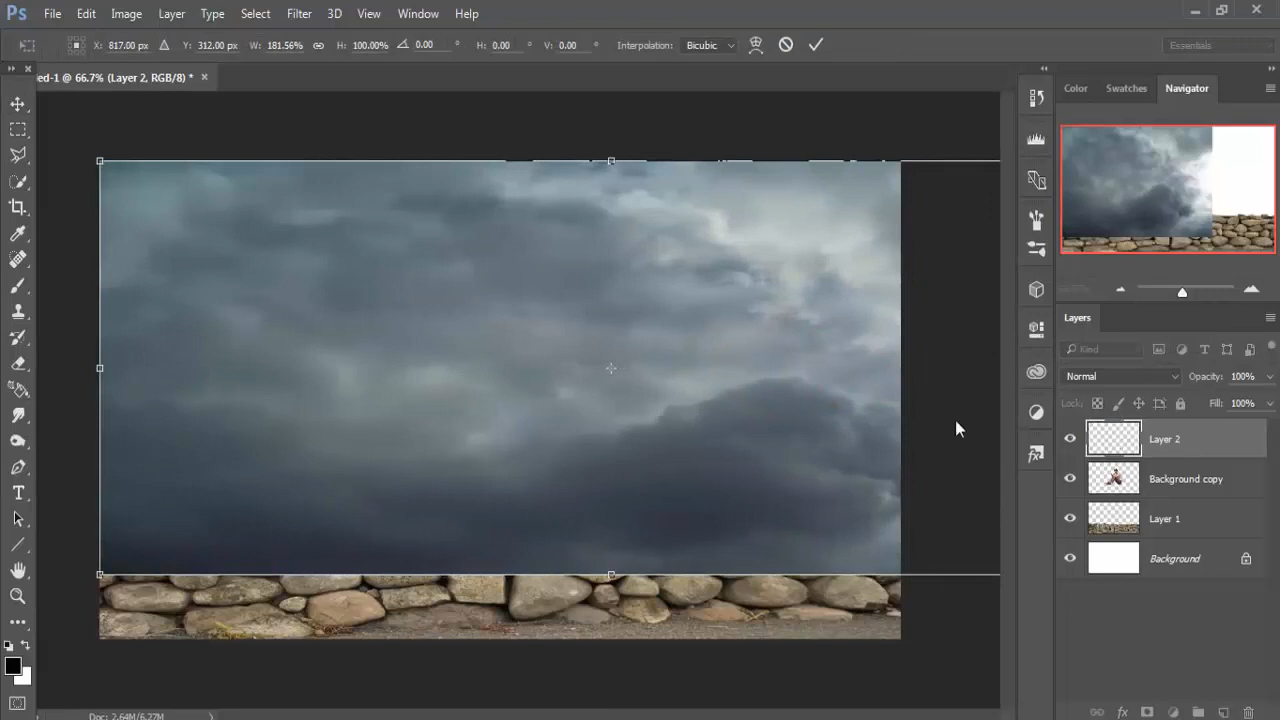 Ps File Edit Image Layer Type Select Filter 3D View Window Help
X: 817.00 px Y: 312.00 px W: 181.56% H: 100.00% 0.00 ° H: 0.00 ° V: 0.00 ° Interpolation: Bicubic Essentials
ed-1 @ 66.7% (Layer 2, RGB/8) * ×
Color Swatches Navigator
Layers
Kind
Normal Opacity: 100%
Lock: Fill: 100%
Layer 2
Background copy
Layer 1
Background
fx
Doc: 2.64M/6.27M